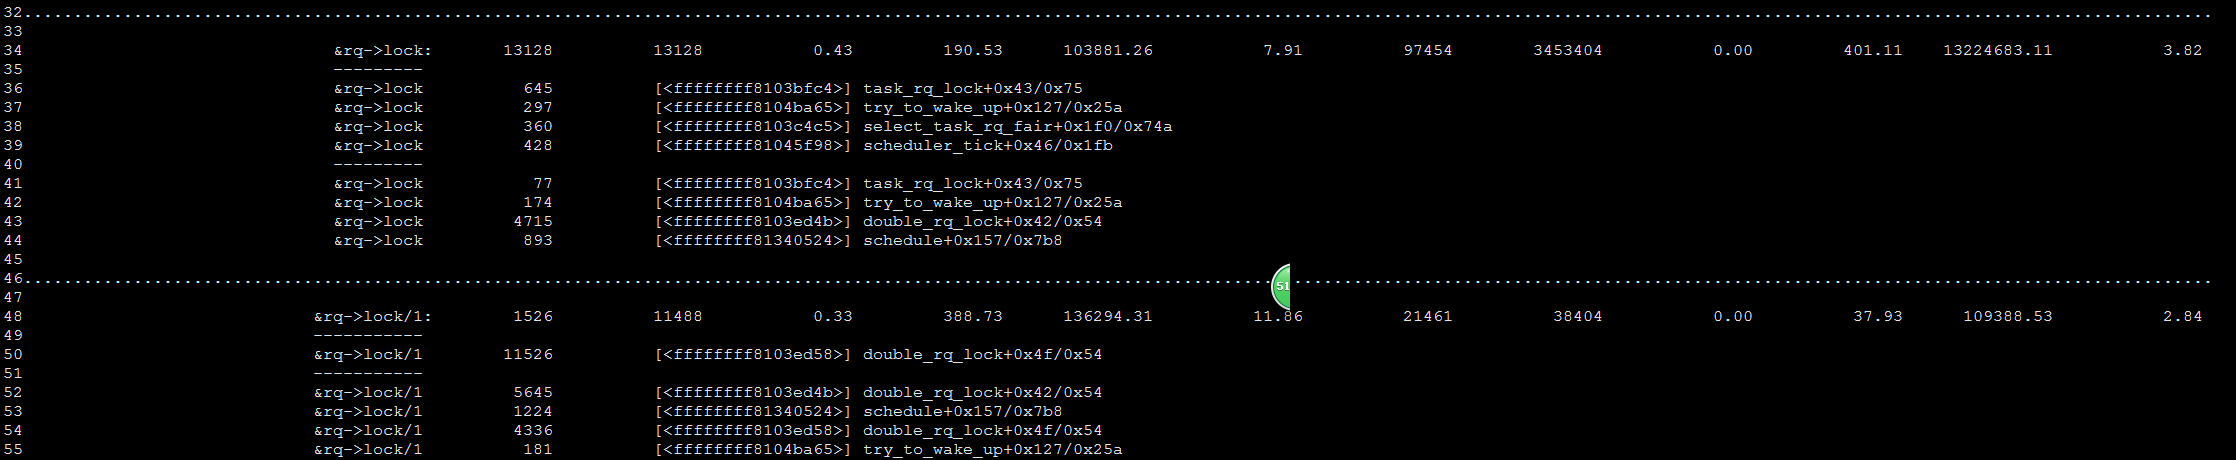 32...........................................................................................................................................................................................................................
33
34 &rq->lock: 13128 13128 0.43 190.53 103881.26 7.91 97454 3453404 0.00 401.11 13224683.11 3.82
35 ---------
36 &rq->lock 645 [<ffffffff8103bfc4>] task_rq_lock+0x43/0x75
37 &rq->lock 297 [<ffffffff8104ba65>] try_to_wake_up+0x127/0x25a
38 &rq->lock 360 [<ffffffff8103c4c5>] select_task_rq_fair+0x1f0/0x74a
39 &rq->lock 428 [<ffffffff81045f98>] scheduler_tick+0x46/0x1fb
40 ---------
41 &rq->lock 77 [<ffffffff8103bfc4>] task_rq_lock+0x43/0x75
42 &rq->lock 174 [<ffffffff8104ba65>] try_to_wake_up+0x127/0x25a
43 &rq->lock 4715 [<ffffffff8103ed4b>] double_rq_lock+0x42/0x54
44 &rq->lock 893 [<ffffffff81340524>] schedule+0x157/0x7b8
45
46...........................................................................................................................................................................................................................
51
47
48 &rq->lock/1: 1526 11488 0.33 388.73 136294.31 11.86 21461 38404 0.00 37.93 109388.53 2.84
49 -----------
50 &rq->lock/1 11526 [<ffffffff8103ed58>] double_rq_lock+0x4f/0x54
51 -----------
52 &rq->lock/1 5645 [<ffffffff8103ed4b>] double_rq_lock+0x42/0x54
53 &rq->lock/1 1224 [<ffffffff81340524>] schedule+0x157/0x7b8
54 &rq->lock/1 4336 [<ffffffff8103ed58>] double_rq_lock+0x4f/0x54
55 &rq->lock/1 181 [<ffffffff8104ba65>] try_to_wake_up+0x127/0x25a